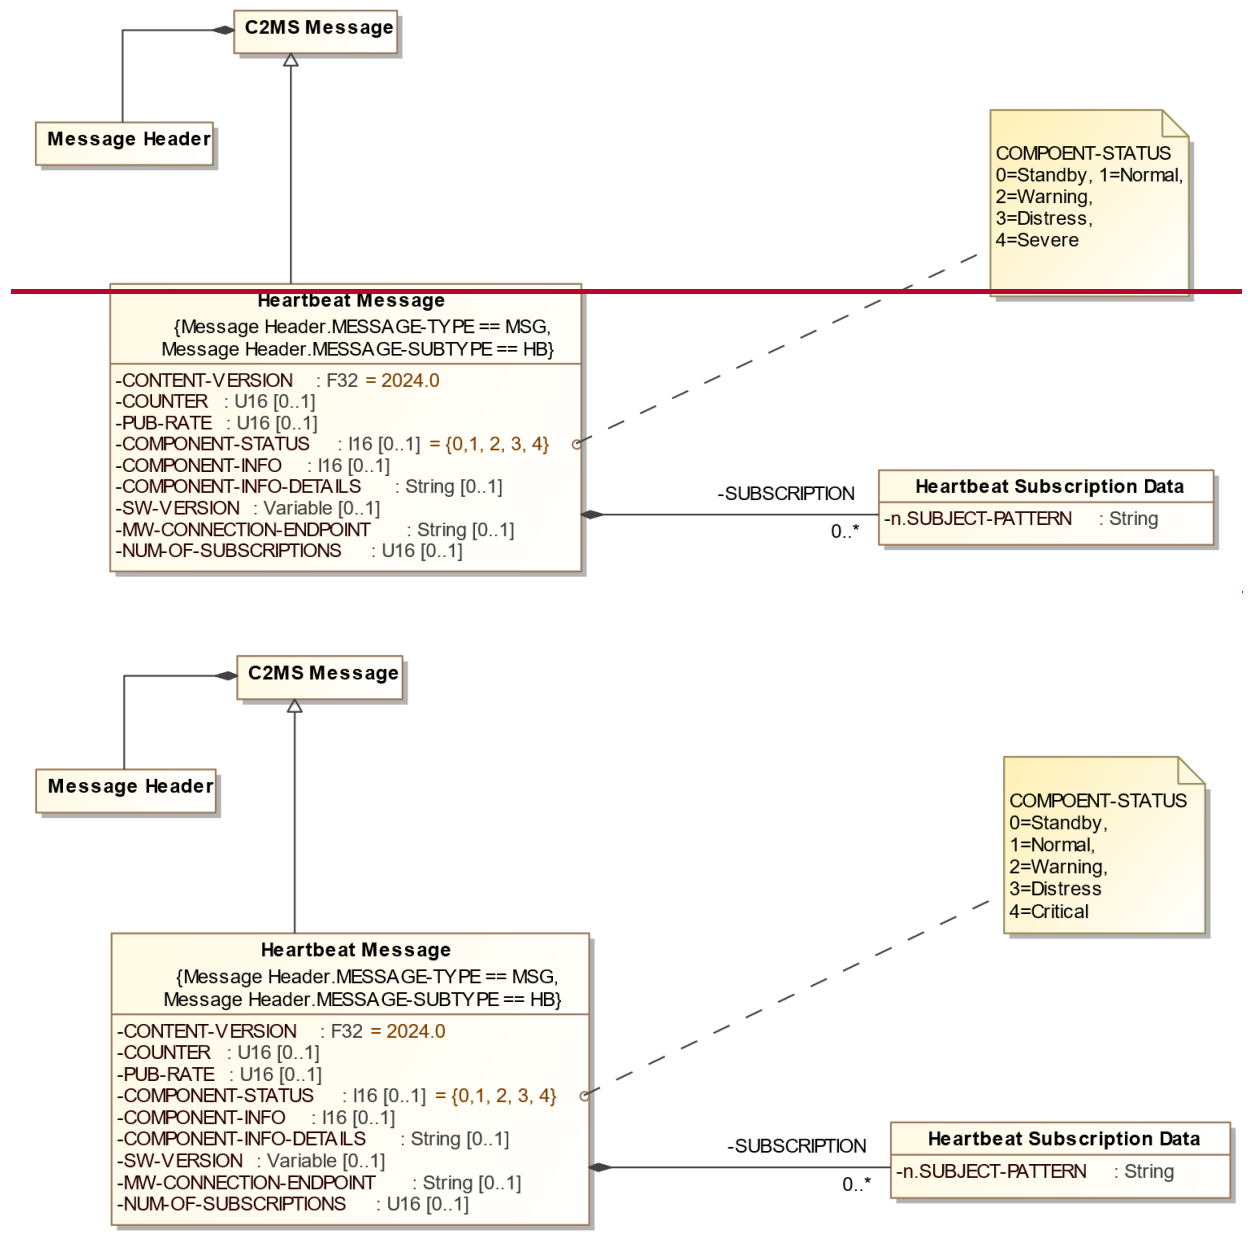 C2MS Message
Message Header
COMPOENT-STATUS
0=Standby, 1=Normal,
2=Warning,
3=Distress,
4=Severe
Heartbeat Message
{Message Header.MESSAGE-TYPE == MSG,
Message Header.MESSAGE-SUBTYPE == HB}
-CONTENT-VERSION : F32 = 2024.0
-COUNTER : U16 [0..1]
-PUB-RATE : U16 [0..1]
-COMPONENT-STATUS : I16 [0..1] = {0,1, 2, 3, 4}
-COMPONENT-INFO : I16 [0..1]
-COMPONENT-INFO-DETAILS : String [0..1]
-SW-VERSION : Variable [0..1]
-MW-CONNECTION-ENDPOINT : String [0..1]
-NUM-OF-SUBSCRIPTIONS : U16 [0..1]
-SUBSCRIPTION
0..*
Heartbeat Subscription Data
-n.SUBJECT-PATTERN : String
C2MS Message
Message Header
COMPOENT-STATUS
0=Standby,
1=Normal,
2=Warning,
3=Distress
4=Critical
Heartbeat Message
{Message Header.MESSAGE-TYPE == MSG,
Message Header.MESSAGE-SUBTYPE == HB}
-CONTENT-VERSION : F32 = 2024.0
-COUNTER : U16 [0..1]
-PUB-RATE : U16 [0..1]
-COMPONENT-STATUS : I16 [0..1] = {0,1, 2, 3, 4}
-COMPONENT-INFO : I16 [0..1]
-COMPONENT-INFO-DETAILS : String [0..1]
-SW-VERSION : Variable [0..1]
-MW-CONNECTION-ENDPOINT : String [0..1]
-NUM-OF-SUBSCRIPTIONS : U16 [0..1]
-SUBSCRIPTION
0..*
Heartbeat Subscription Data
-n.SUBJECT-PATTERN : String